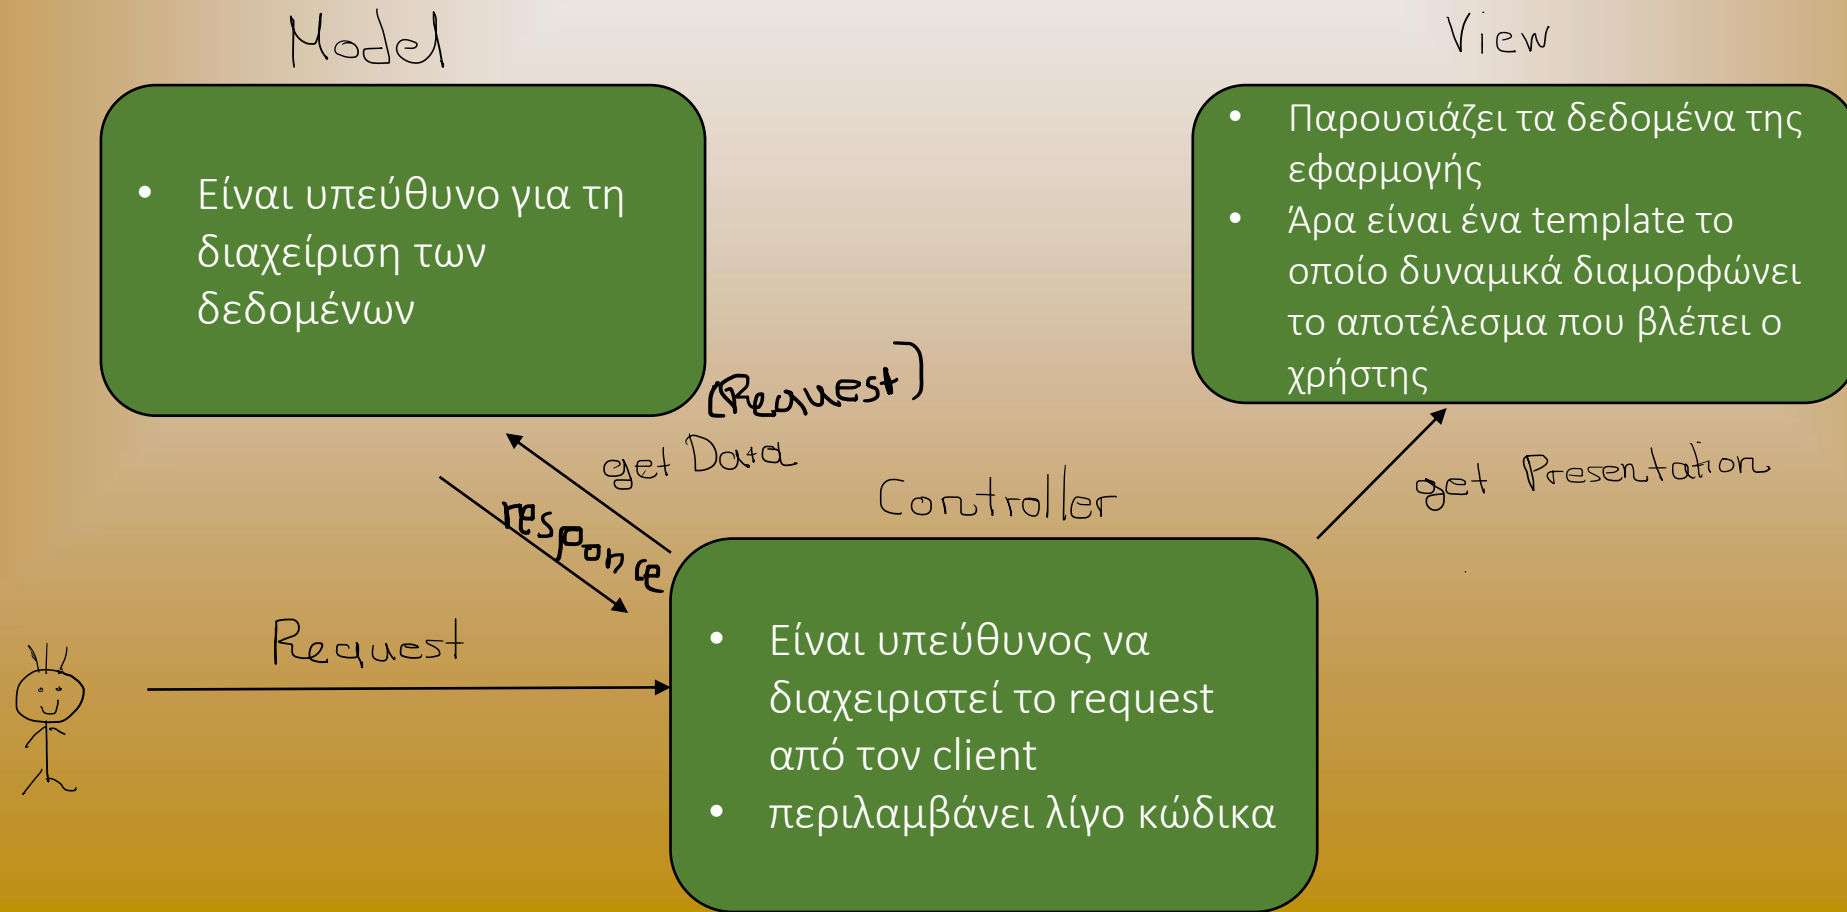 Model
View
• Είναι υπεύθυνο για τη
διαχείριση των
δεδομένων
• Παρουσιάζει τα δεδομένα της
εφαρμογής
• Άρα είναι ένα template το
οποίο δυναμικά διαμορφώνει
το αποτέλεσμα που βλέπει ο
χρήστης
(Request)
get Data
responce
get Presentation
Controller
Request
• Είναι υπεύθυνος να
διαχειριστεί το request
από τον client
• περιλαμβάνει λίγο κώδικα